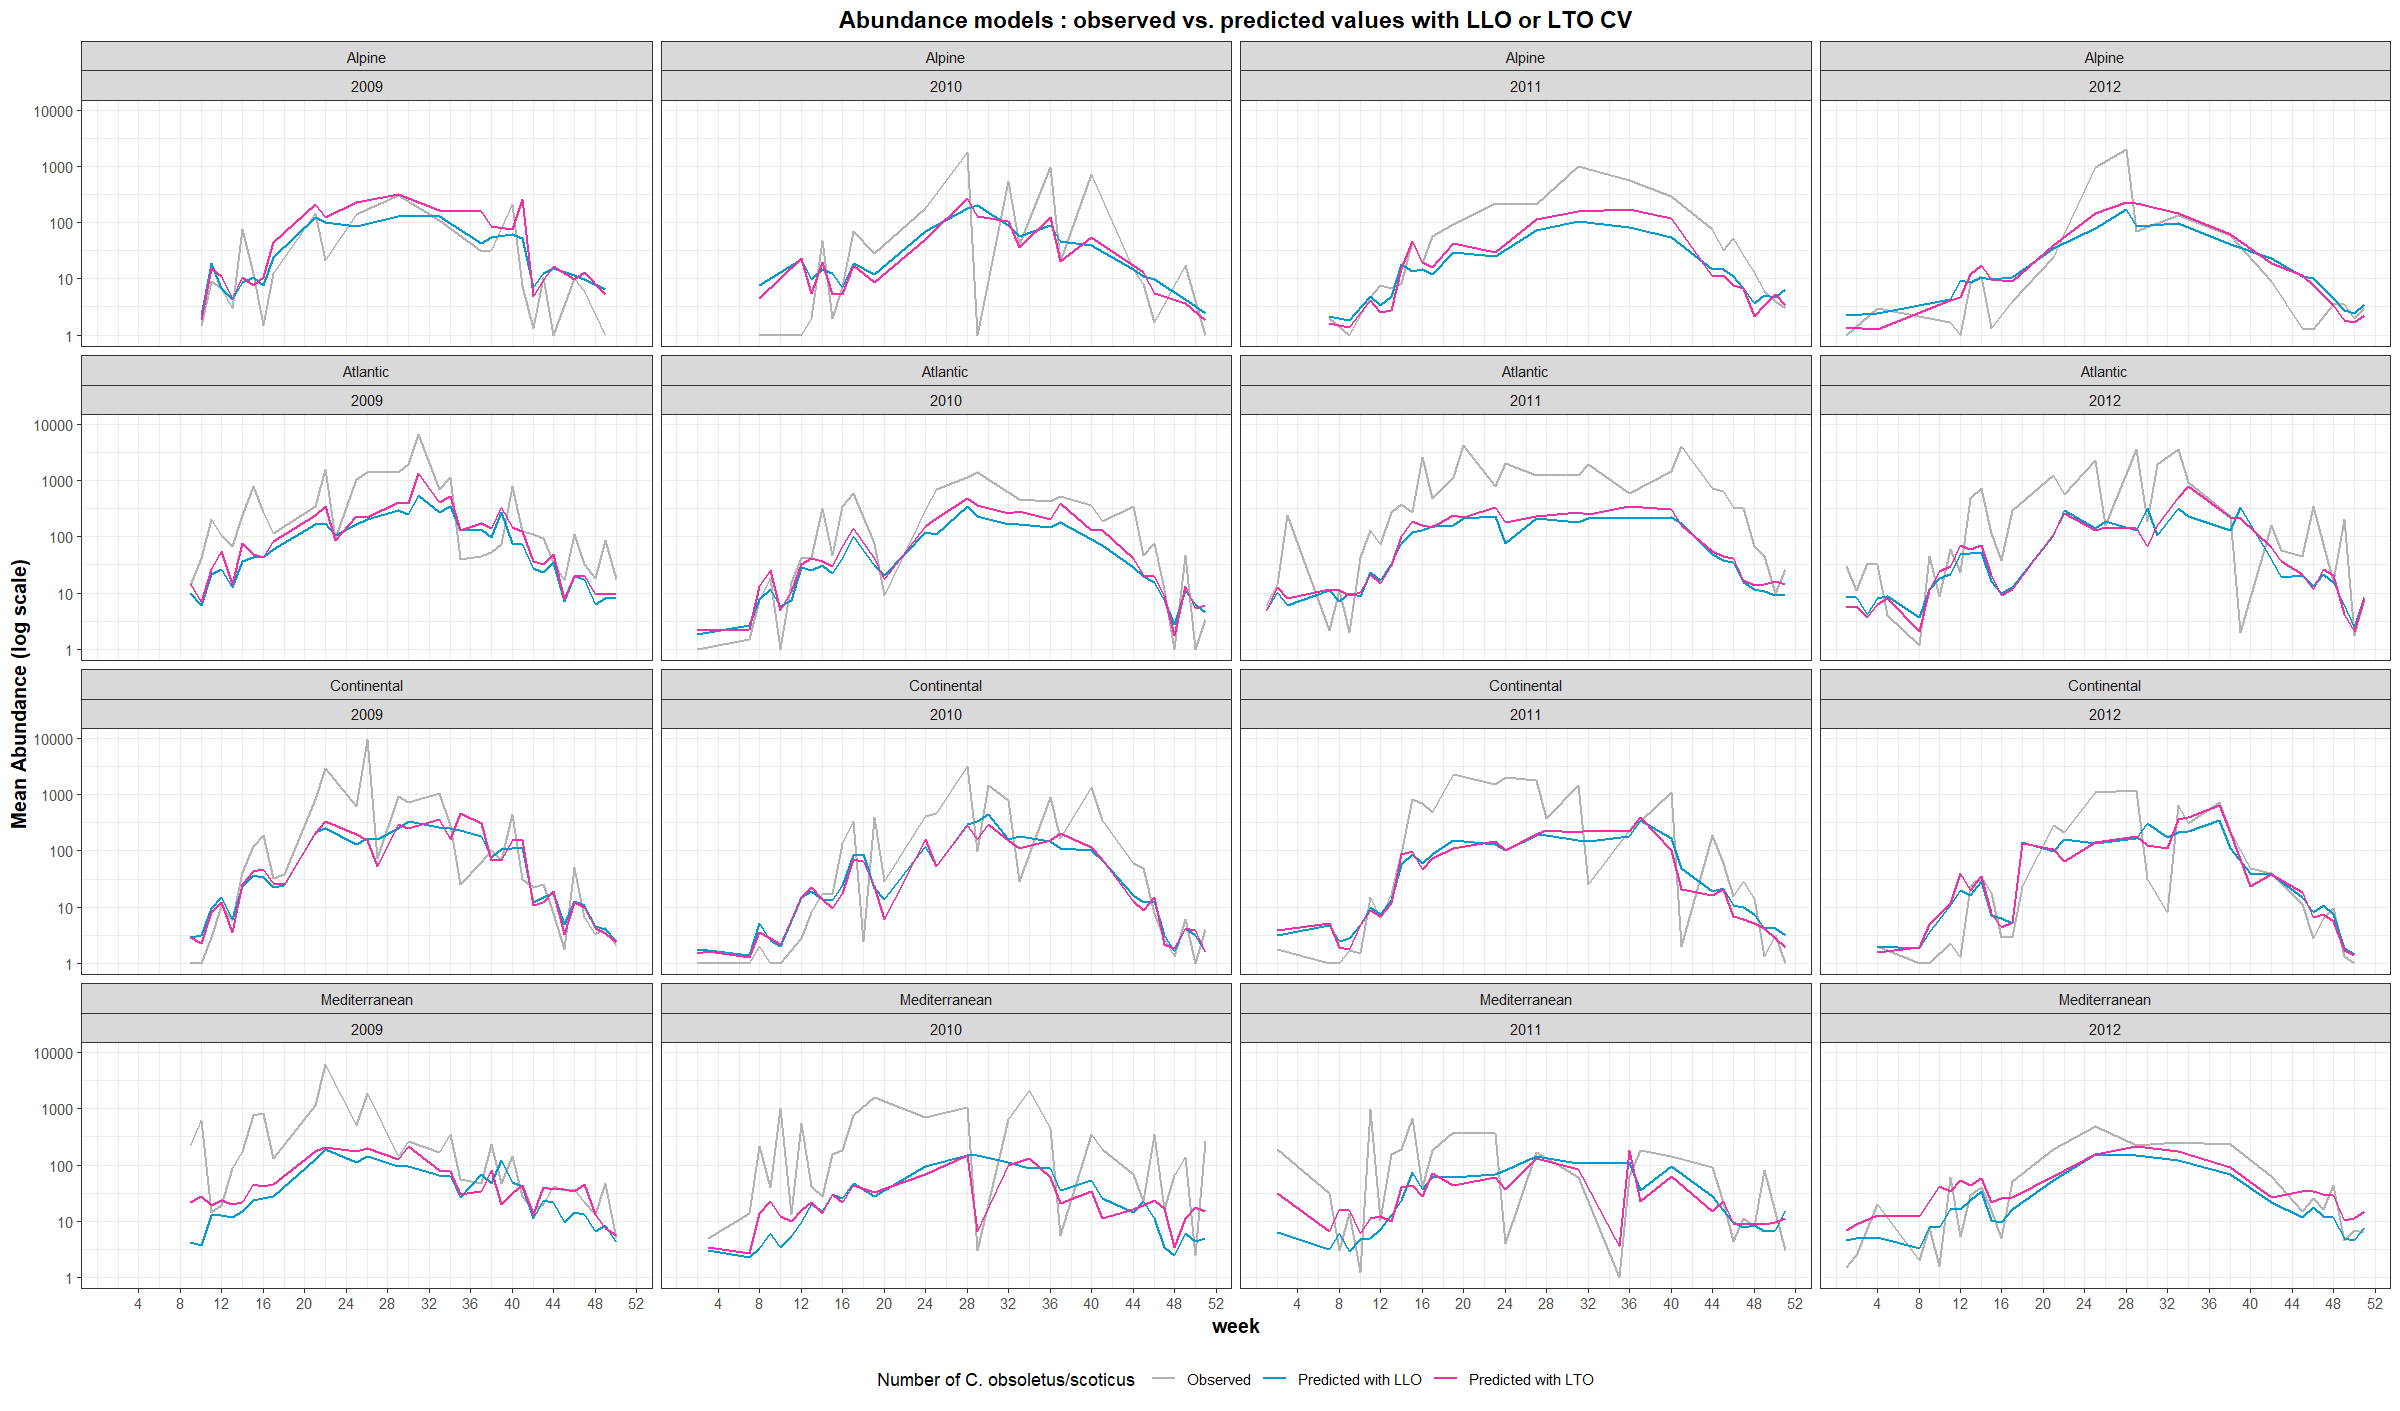 Abundance models : observed vs. predicted values with LLO or LTO CV
Alpine Alpine Alpine Alpine
2009 2010 2011 2012
10000
1000
100
10
1
Atlantic Atlantic Atlantic Atlantic
2009 2010 2011 2012
10000
1000
100
10
1
Continental Continental Continental Continental
2009 2010 2011 2012
10000
1000
100
10
1
Mediterranean Mediterranean Mediterranean Mediterranean
2009 2010 2011 2012
10000
1000
100
10
1
Mean Abundance (log scale)
4 8 12 16 20 24 28 32 36 40 44 48 52 4 8 12 16 20 24 28 32 36 40 44 48 52 4 8 12 16 20 24 28 32 36 40 44 48 52 4 8 12 16 20 24 28 32 36 40 44 48 52
week
Number of C. obsoletus/scoticus Observed Predicted with LLO Predicted with LTO